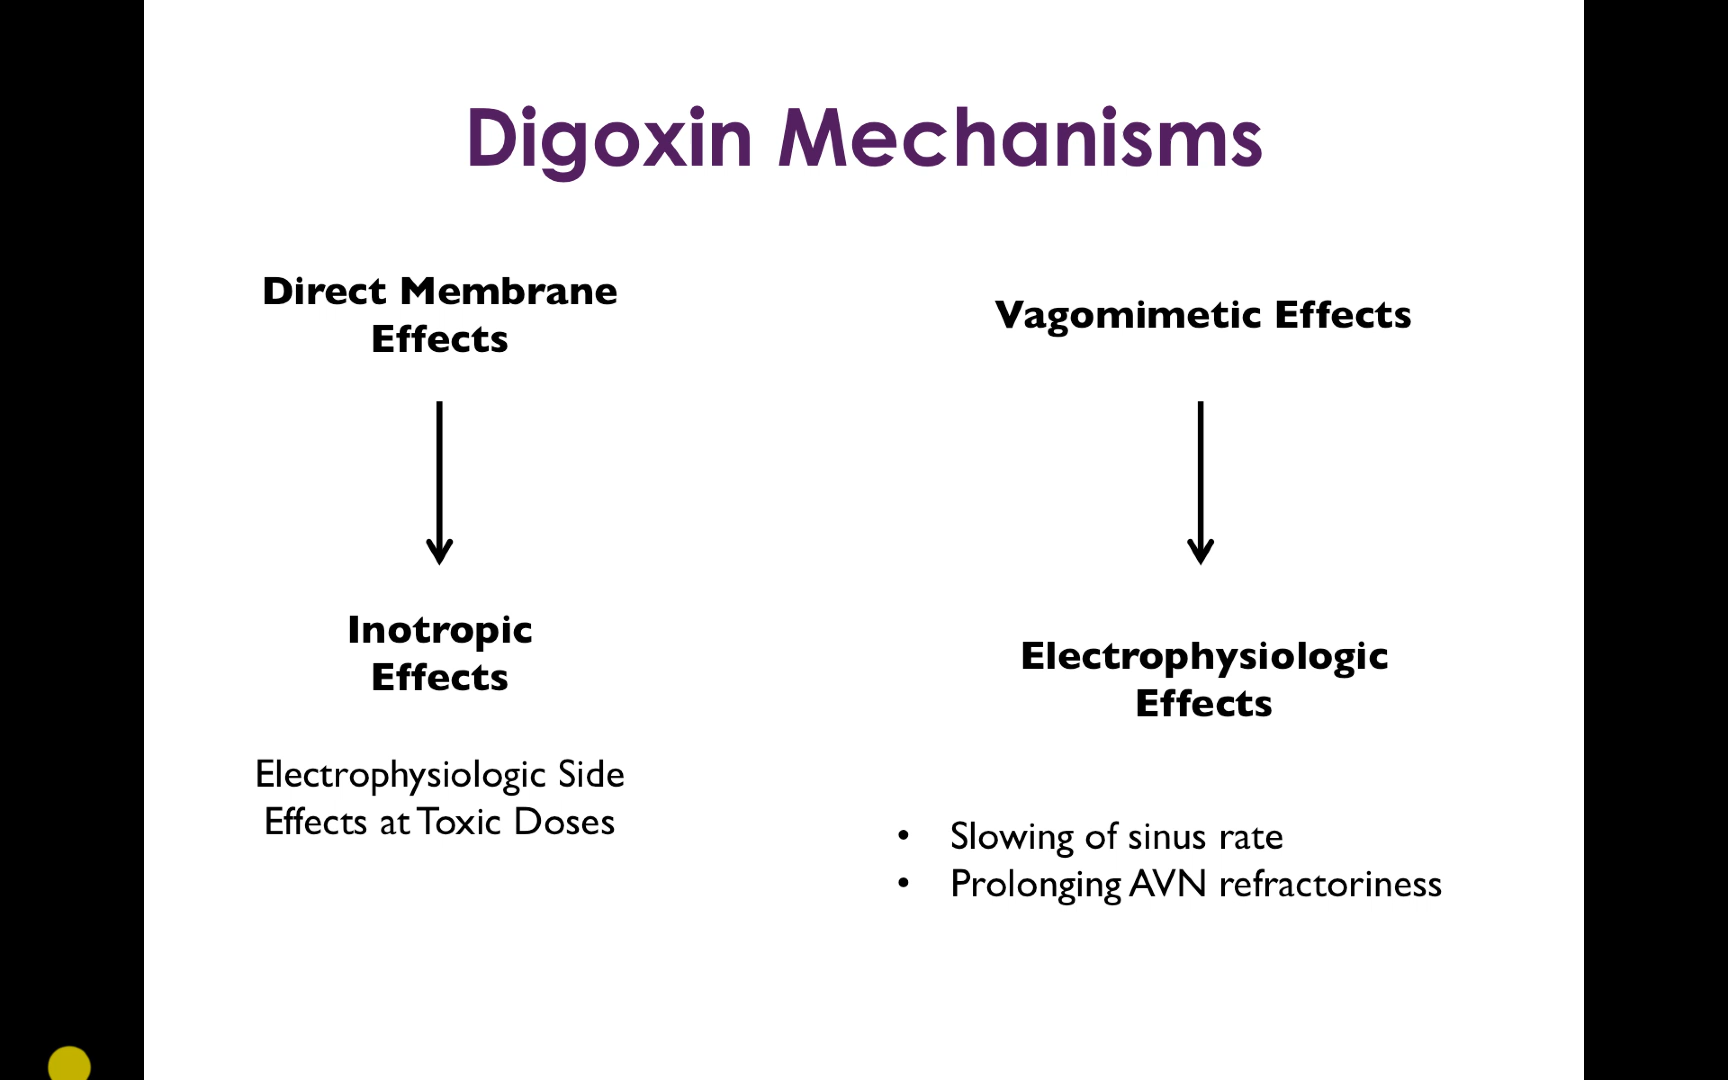 Digoxin Mechanisms
Direct Membrane
Effects
Inotropic
Effects
Electrophysiologic Side
Effects at Toxic Doses
Vagomimetic Effects
Electrophysiologic
Effects
• Slowing of sinus rate
• Prolonging AVN refractoriness